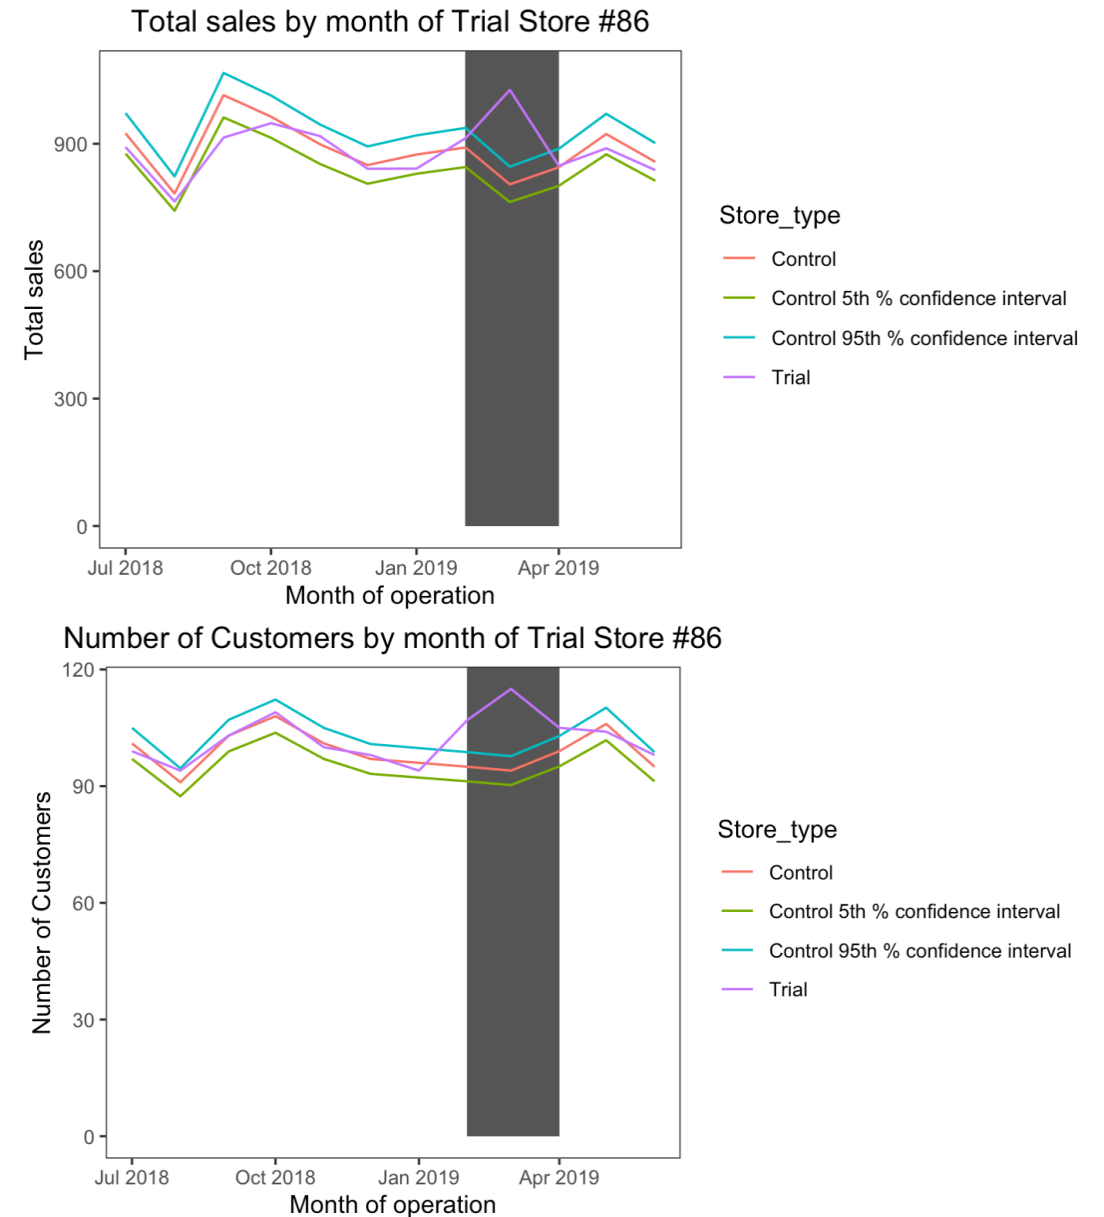 Total sales by month of Trial Store #86
Total sales
900
600
300
0
Jul 2018 Oct 2018 Jan 2019 Apr 2019
Month of operation
Store_type
Control
Control 5th % confidence interval
Control 95th % confidence interval
Trial
Number of Customers by month of Trial Store #86
Number of Customers
120
90
60
30
0
Jul 2018 Oct 2018 Jan 2019 Apr 2019
Month of operation
Store_type
Control
Control 5th % confidence interval
Control 95th % confidence interval
Trial